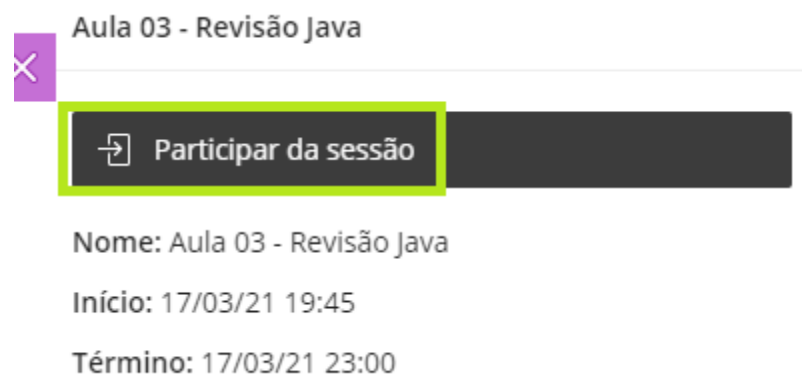 Aula 03 - Revisão Java
Participar da sessão
Nome: Aula 03 - Revisão Java
Início: 17/03/21 19:45
Término: 17/03/21 23:00